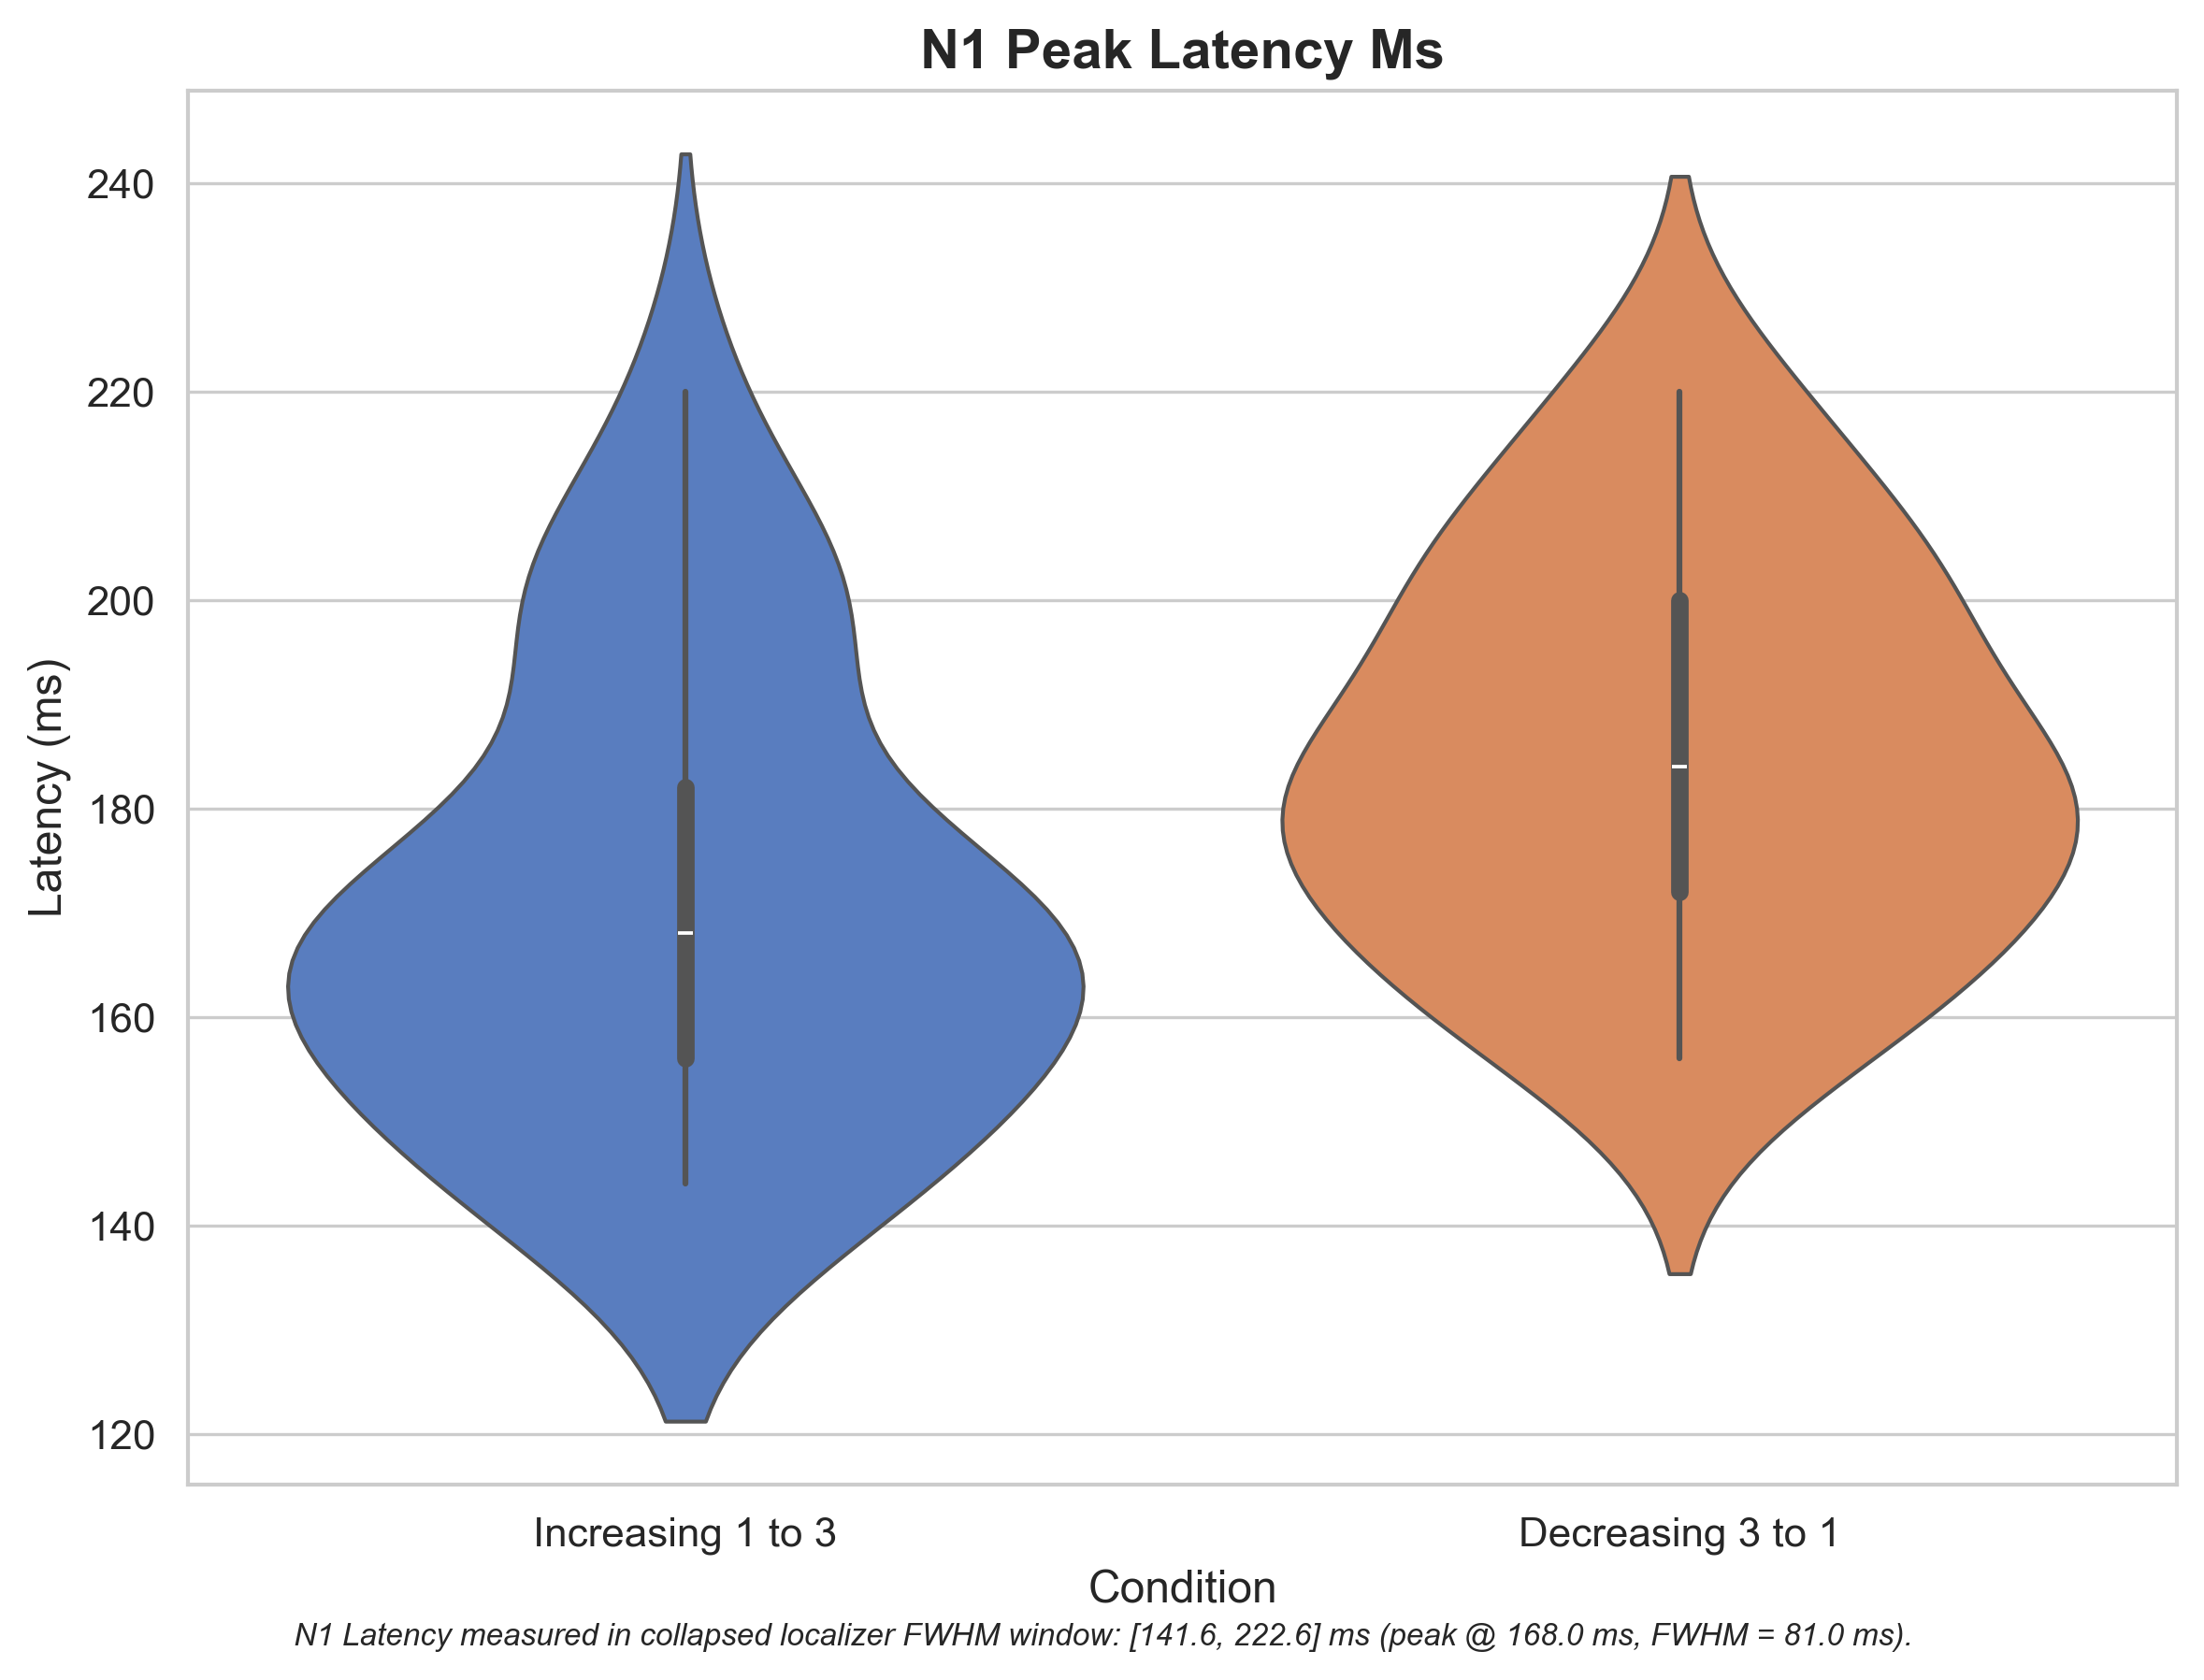 N1 Peak Latency Ms
240
220
200
180
160
140
120
Latency (ms)
Increasing 1 to 3
Decreasing 3 to 1
Condition
N1 Latency measured in collapsed localizer FWHM window: [141.6, 222.6] ms (peak @ 168.0 ms, FWHM = 81.0 ms).